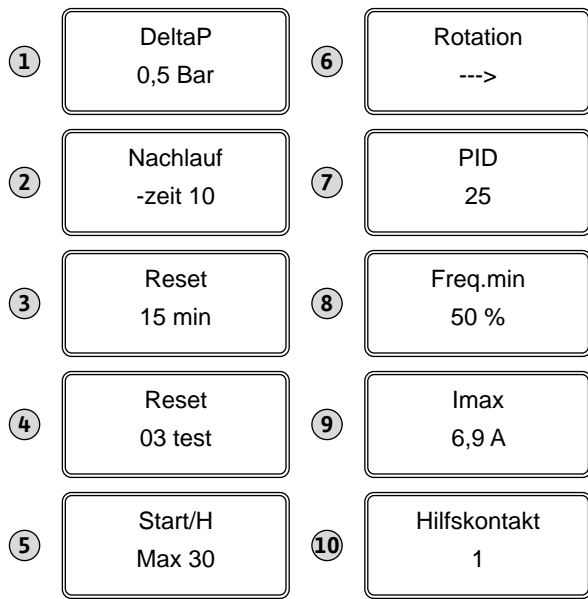 1
DeltaP
0,5 Bar
2
Nachlauf
-zeit 10
3
Reset
15 min
4
Reset
03 test
5
Start/H
Max 30
6
Rotation
--->
7
PID
25
8
Freq.min
50 %
9
Imax
6,9 A
10
Hilfskontakt
1